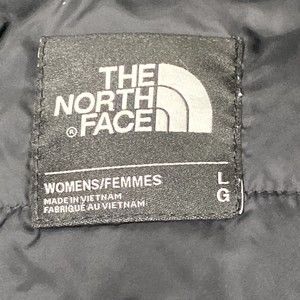 THE
NORTH
FACE
®
WOMENS/FEMMES
MADE IN VIETNAM
FABRIQUÉ AU VIETNAM
L
G